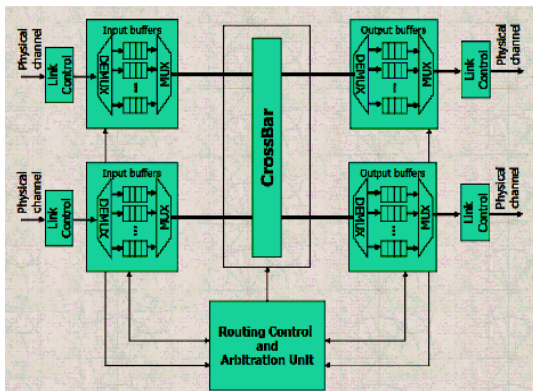 Physical
channel
Link
Control
Input buffers
DEMUX
...
MUX
CrossBar
Output buffers
DEMUX
...
MUX
Link
Control
Physical
channel
Physical
channel
Link
Control
Input buffers
DEMUX
...
MUX
Output buffers
DEMUX
...
MUX
Link
Control
Physical
channel
Routing Control
and
Arbitration Unit